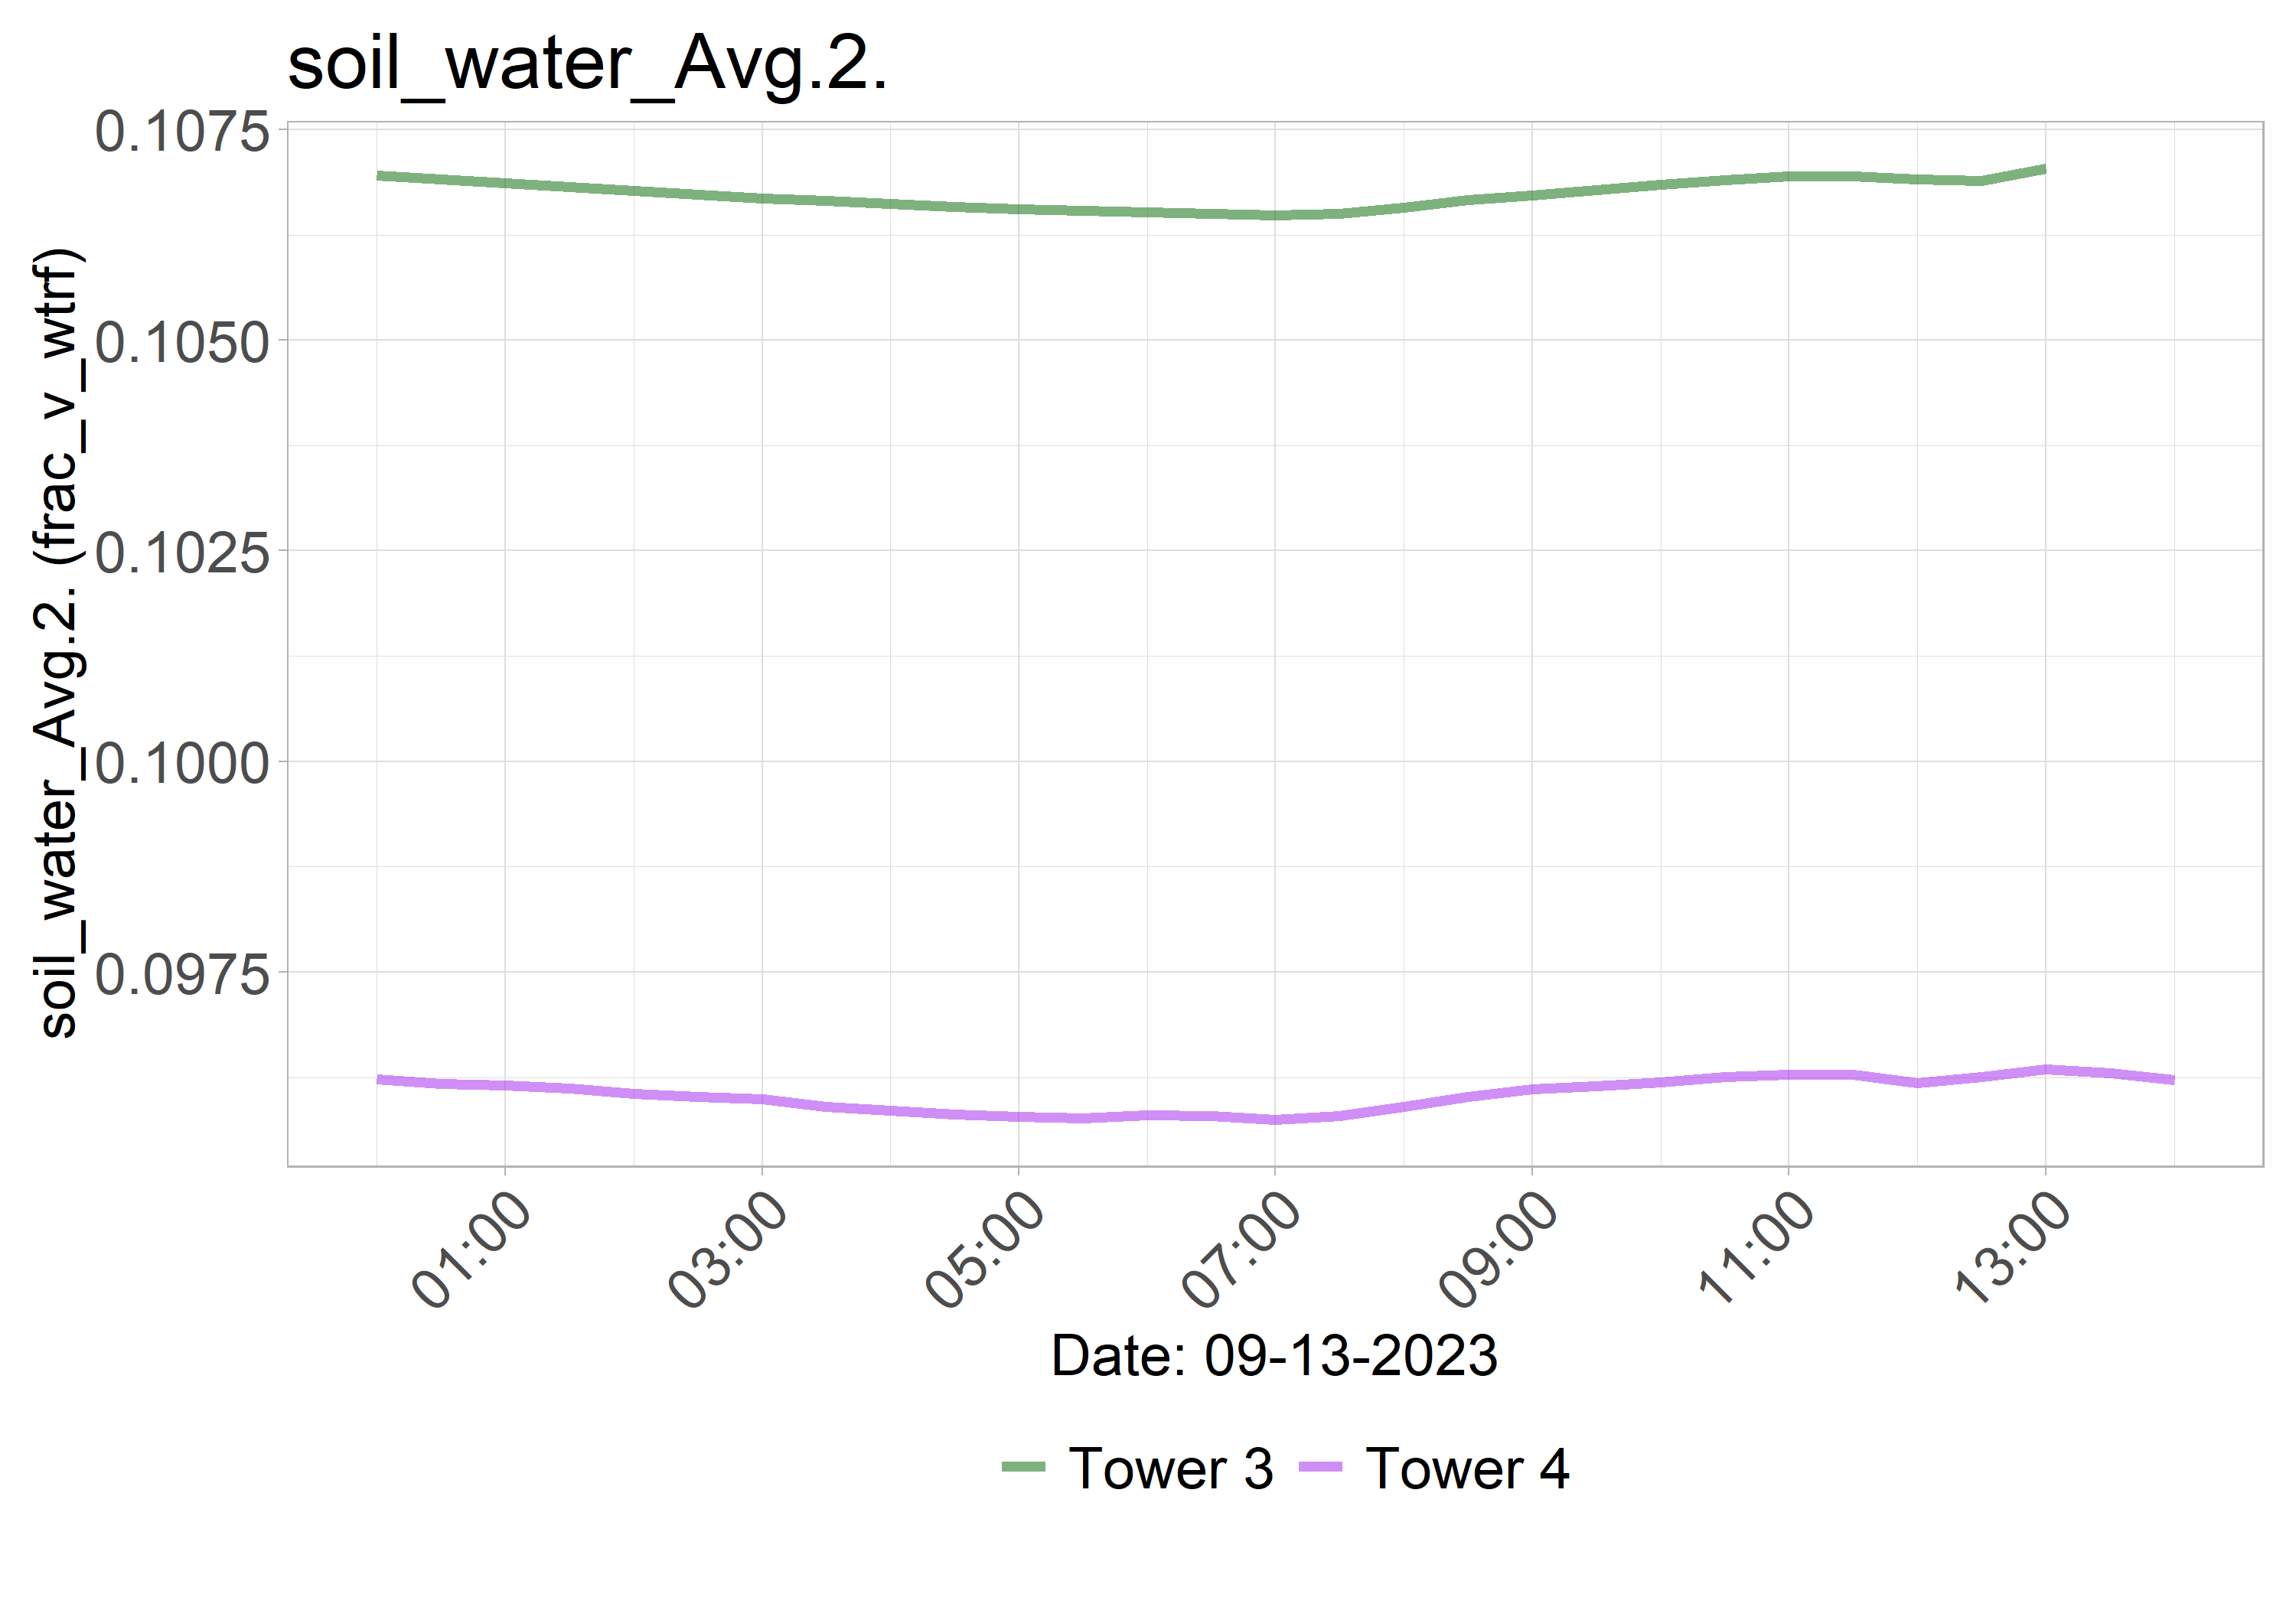 soil_water_Avg.2.
soil_water_Avg.2. (frac_v_wtrf)
0.1075
0.1050
0.1025
0.1000
0.0975
01:00
03:00
05:00
07:00
09:00
11:00
13:00
Date: 09-13-2023
Tower 3
Tower 4